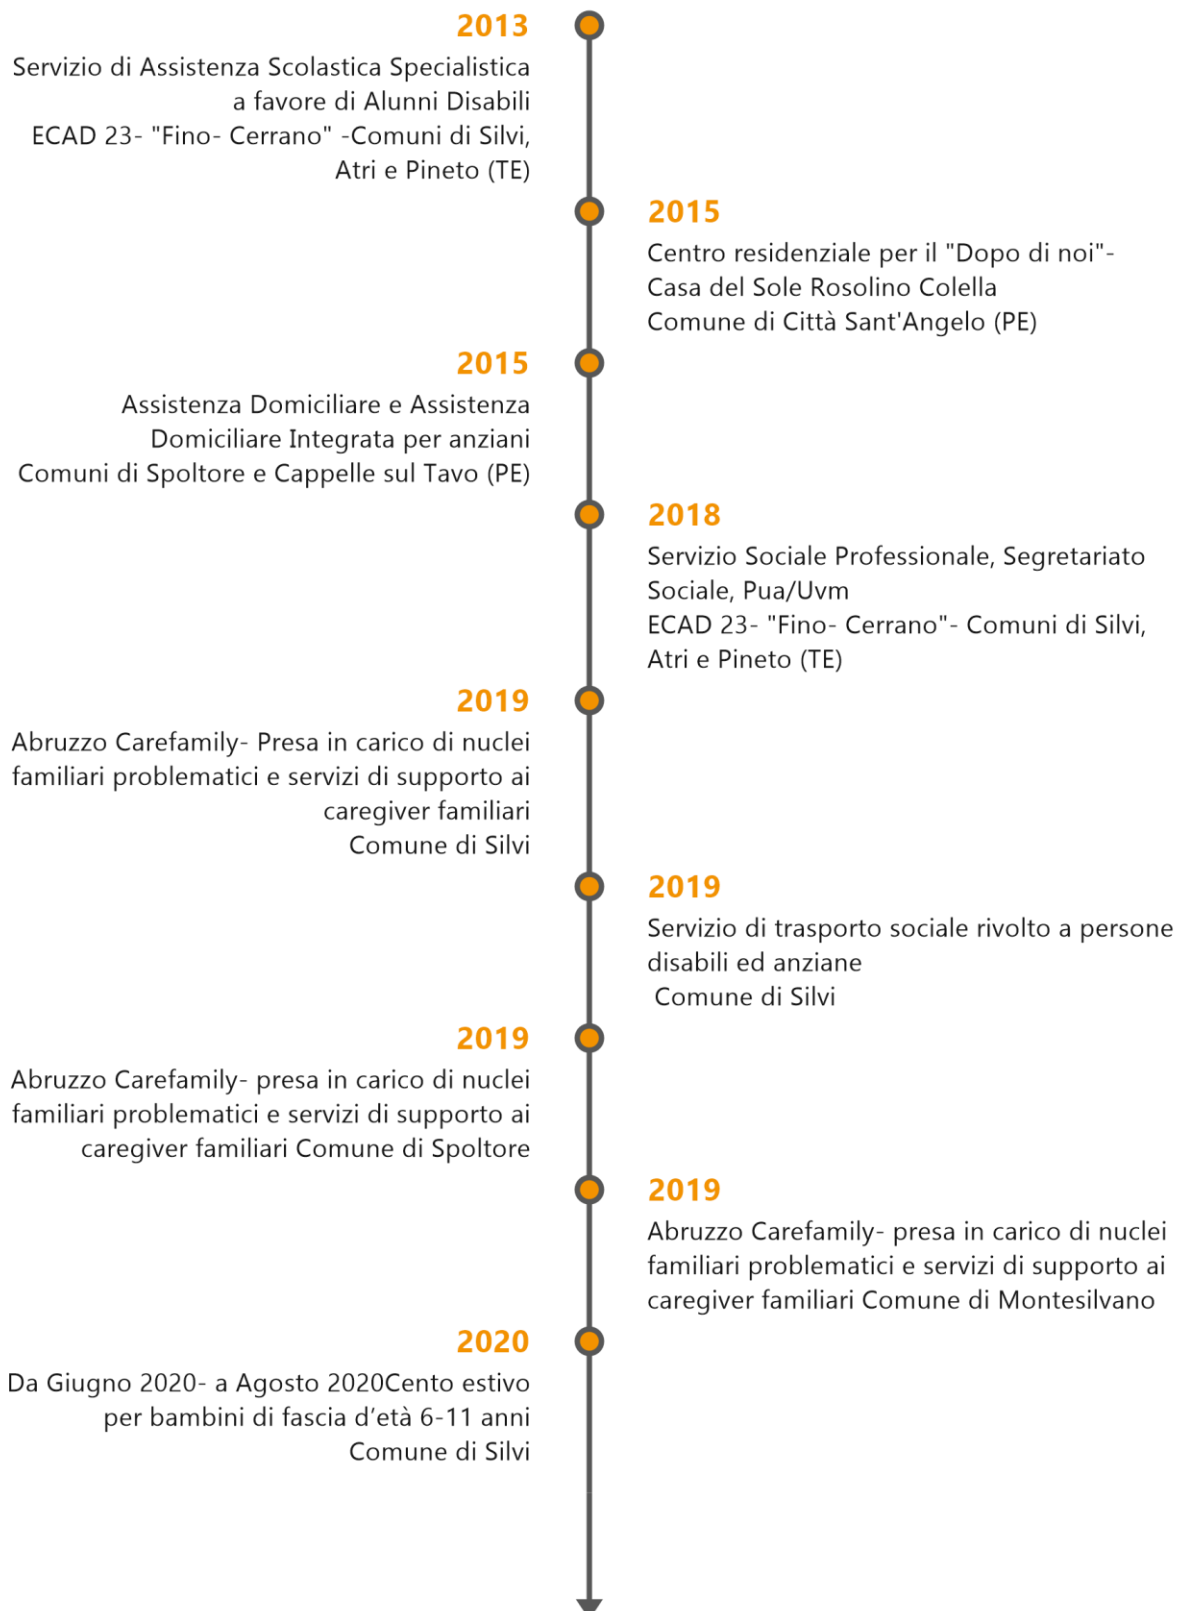 2013
Servizio di Assistenza Scolastica Specialistica
a favore di Alunni Disabili
ECAD 23- "Fino- Cerrano" -Comuni di Silvi,
Atri e Pineto (TE)
2015
Centro residenziale per il "Dopo di noi"-
Casa del Sole Rosolino Colella
Comune di Città Sant'Angelo (PE)
2015
Assistenza Domiciliare e Assistenza
Domiciliare Integrata per anziani
Comuni di Spoltore e Cappelle sul Tavo (PE)
2018
Servizio Sociale Professionale, Segretariato
Sociale, Pua/Uvm
ECAD 23- "Fino- Cerrano"- Comuni di Silvi,
Atri e Pineto (TE)
2019
Abruzzo Carefamily- Presa in carico di nuclei
familiari problematici e servizi di supporto ai
caregiver familiari
Comune di Silvi
2019
Servizio di trasporto sociale rivolto a persone
disabili ed anziane
Comune di Silvi
2019
Abruzzo Carefamily- presa in carico di nuclei
familiari problematici e servizi di supporto ai
caregiver familiari Comune di Spoltore
2019
Abruzzo Carefamily- presa in carico di nuclei
familiari problematici e servizi di supporto ai
caregiver familiari Comune di Montesilvano
2020
Da Giugno 2020- a Agosto 2020Cento estivo
per bambini di fascia d’età 6-11 anni
Comune di Silvi